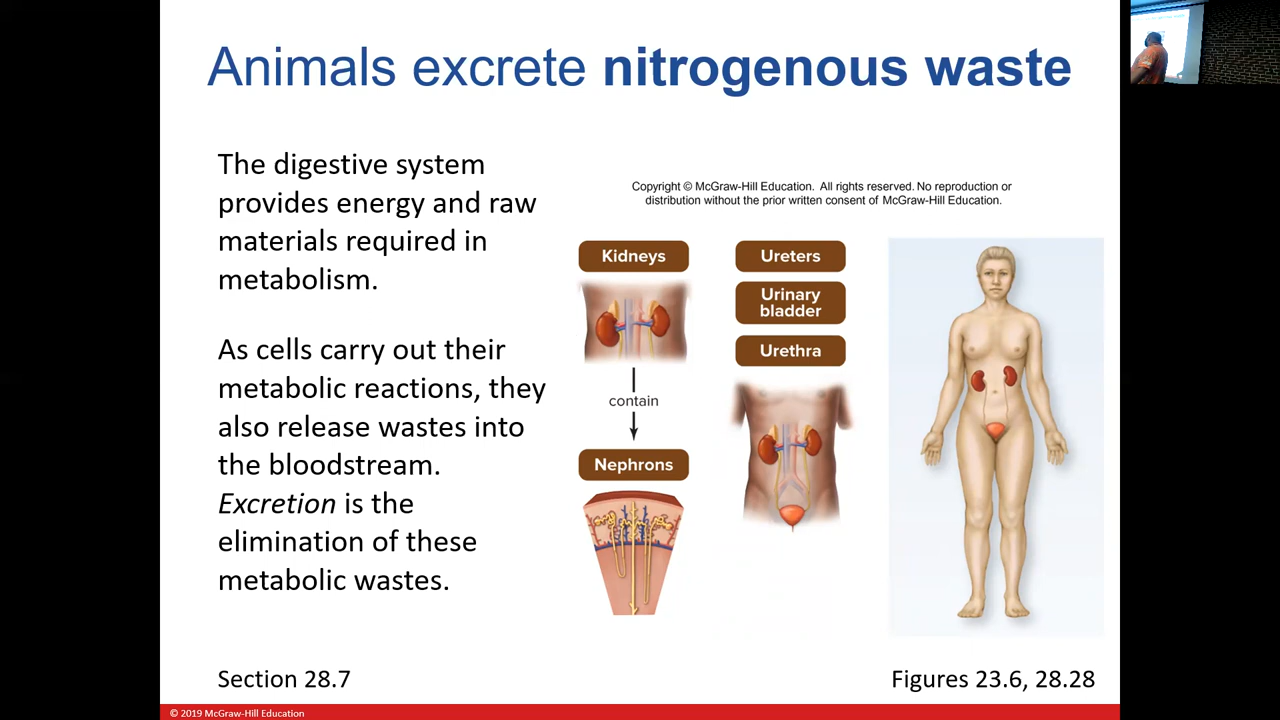 Animals excrete nitrogenous waste
The digestive system
provides energy and raw
materials required in
metabolism.
As cells carry out their
metabolic reactions, they
also release wastes into
the bloodstream.
Excretion is the
elimination of these
metabolic wastes.
Copyright © McGraw-Hill Education. All rights reserved. No reproduction or
distribution without the prior written consent of McGraw-Hill Education.
Kidneys
contain
Nephrons
Ureters
Urinary
bladder
Urethra
Section 28.7
Figures 23.6, 28.28
© 2019 McGraw-Hill Education